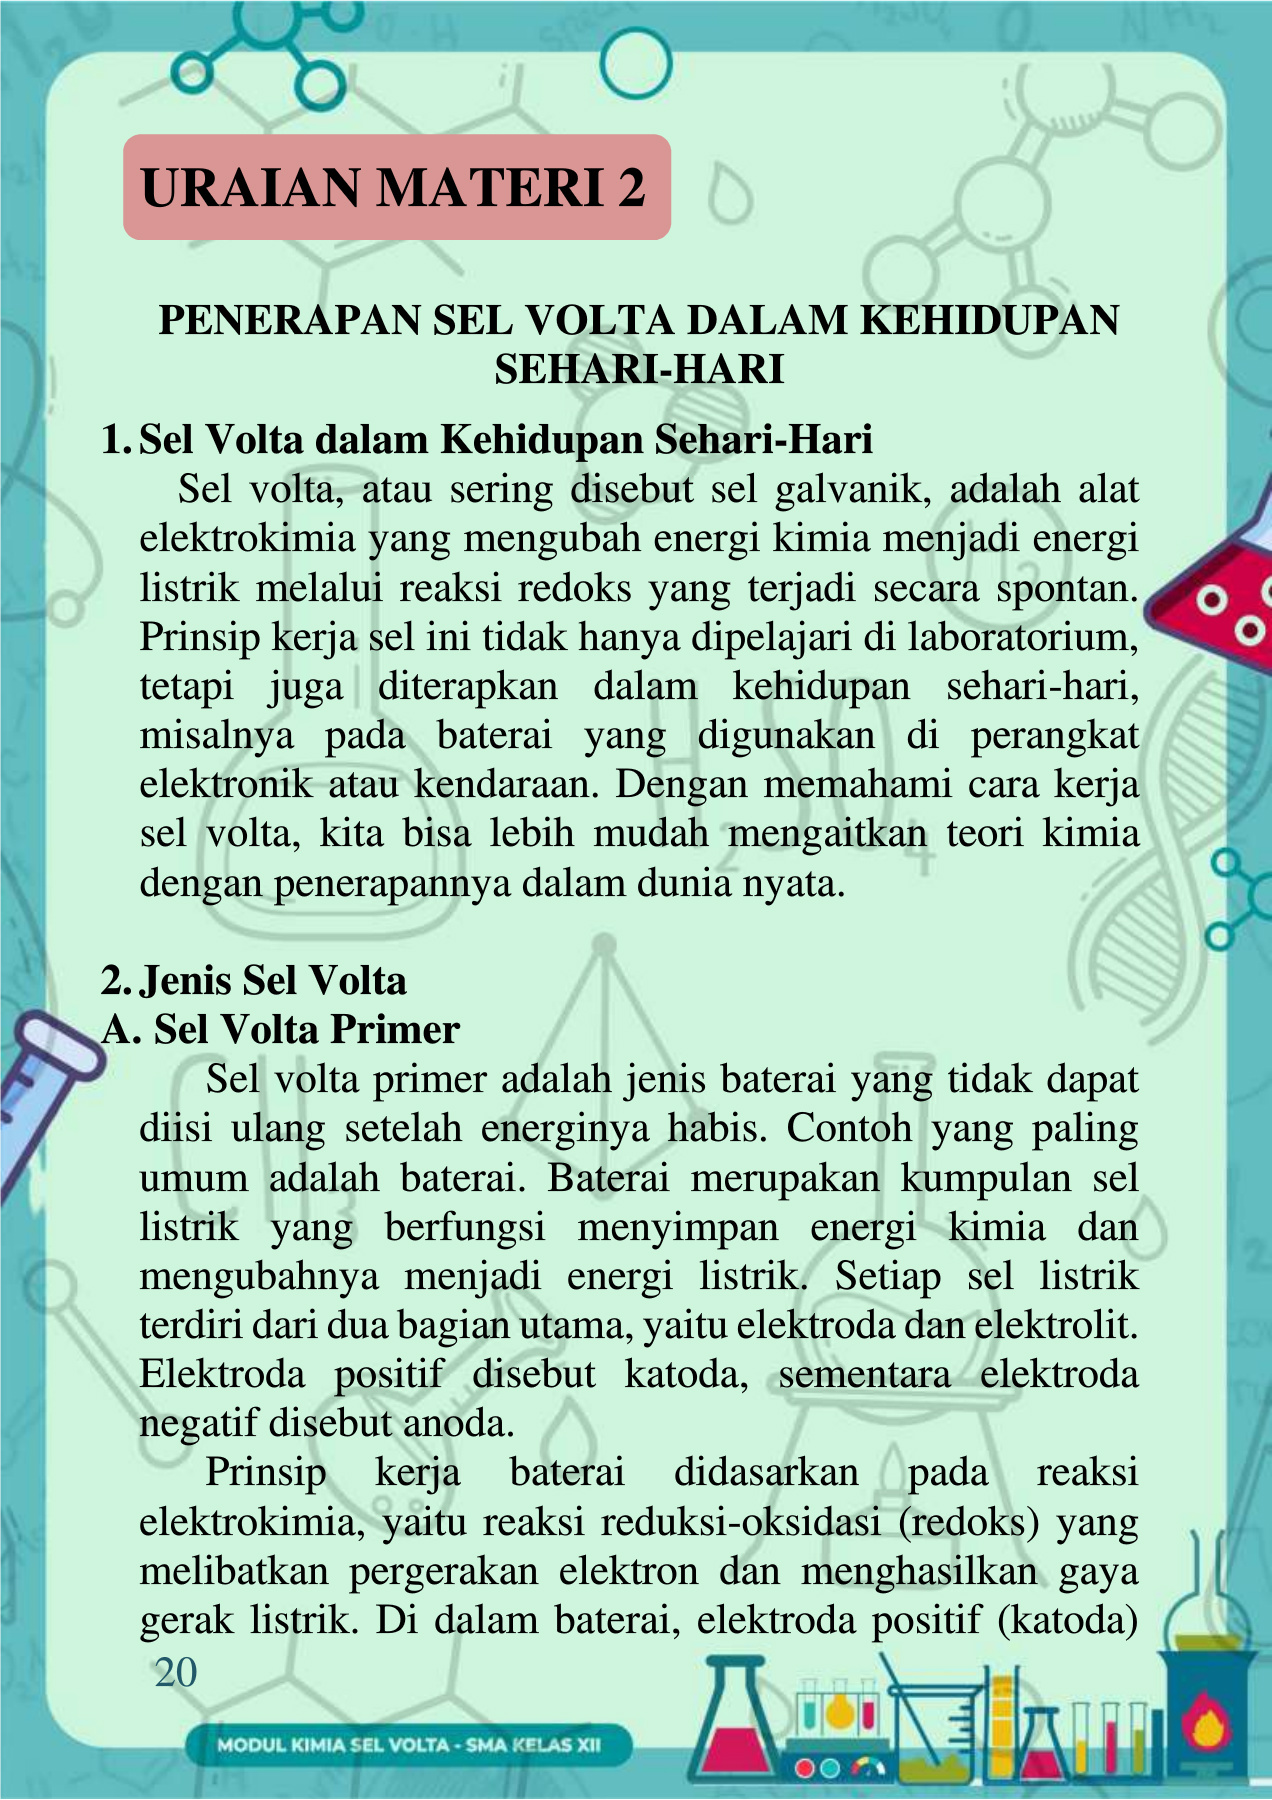 URAIAN MATERI 2
PENERAPAN SEL VOLTA DALAM KEHIDUPAN
SEHARI-HARI
1. Sel Volta dalam Kehidupan Sehari-Hari
Sel volta, atau sering disebut sel galvanik, adalah alat
elektrokimia yang mengubah energi kimia menjadi energi
listrik melalui reaksi redoks yang terjadi secara spontan.
Prinsip kerja sel ini tidak hanya dipelajari di laboratorium,
tetapi juga diterapkan dalam kehidupan sehari-hari,
misalnya pada baterai yang digunakan di perangkat
elektronik atau kendaraan. Dengan memahami cara kerja
sel volta, kita bisa lebih mudah mengaitkan teori kimia
dengan penerapannya dalam dunia nyata.
2. Jenis Sel Volta
A. Sel Volta Primer
Sel volta primer adalah jenis baterai yang tidak dapat
diisi ulang setelah energinya habis. Contoh yang paling
umum adalah baterai. Baterai merupakan kumpulan sel
listrik yang berfungsi menyimpan energi kimia dan
mengubahnya menjadi energi listrik. Setiap sel listrik
terdiri dari dua bagian utama, yaitu elektroda dan elektrolit.
Elektroda positif disebut katoda, sementara elektroda
negatif disebut anoda.
Prinsip kerja baterai didasarkan pada reaksi
elektrokimia, yaitu reaksi reduksi-oksidasi (redoks) yang
melibatkan pergerakan elektron dan menghasilkan gaya
gerak listrik. Di dalam baterai, elektroda positif (katoda)
20
MODUL KIMIA SEL VOLTA - SMA KELAS XII
H₂SO₄
CH₃
H₂